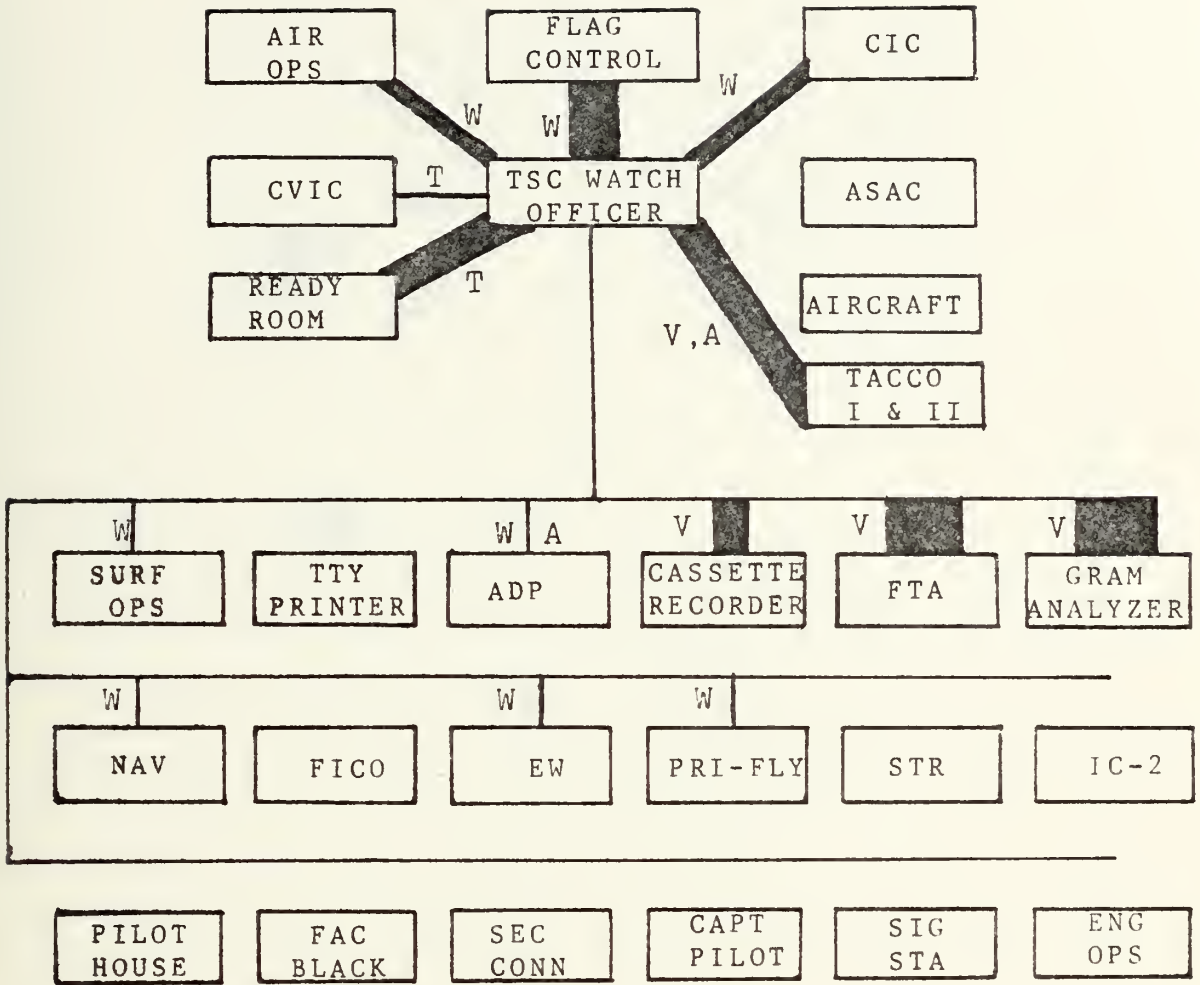 AIR
OPS
FLAG
CONTROL
CIC
W
W
W
CVIC
T
TSC WATCH
OFFICER
ASAC
READY
ROOM
T
AIRCRAFT
V,A
TACCO
I & II
W
W A
V
V
V
SURF
OPS
TTY
PRINTER
ADP
CASSETTE
RECORDER
FTA
GRAM
ANALYZER
W
W
W
NAV
FICO
EW
PRI-FLY
STR
IC-2
PILOT
HOUSE
FAC
BLACK
SEC
CONN
CAPT
PILOT
SIG
STA
ENG
OPS